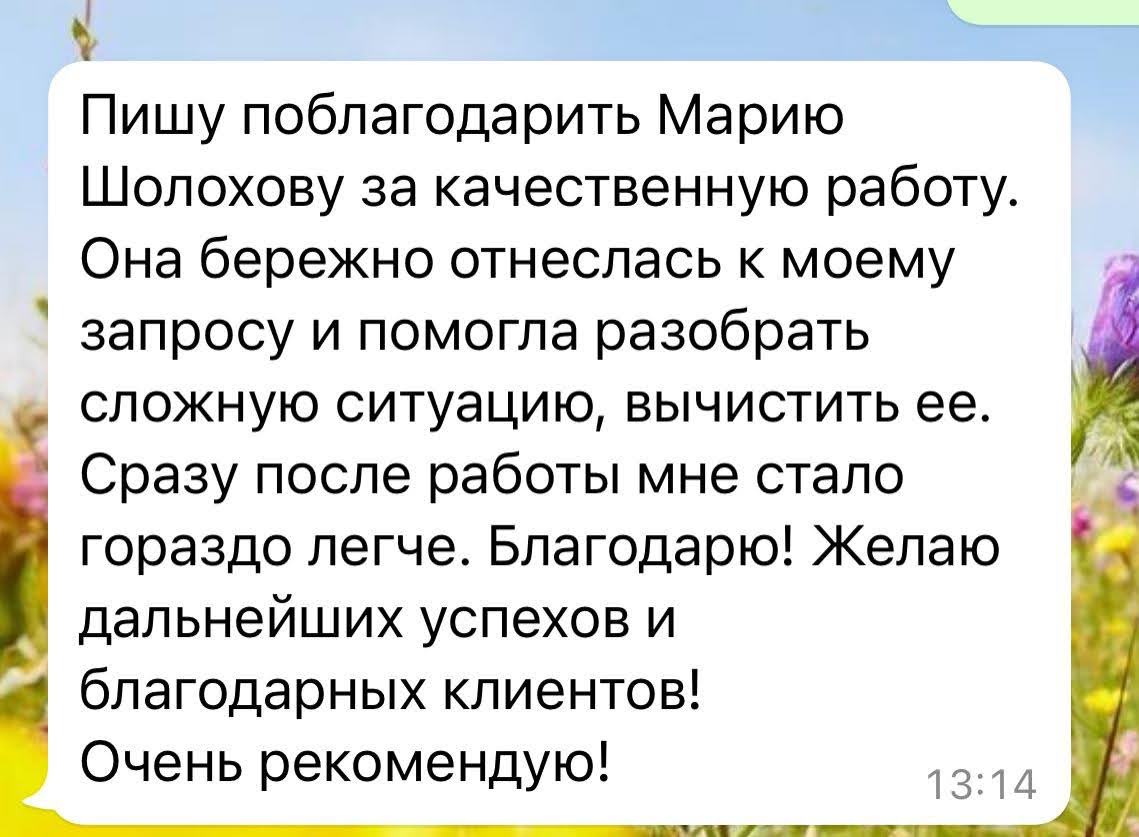 Пишу поблагодарить Марию
Шолохову за качественную работу.
Она бережно отнеслась к моему
запросу и помогла разобрать
сложную ситуацию, вычистить ее.
Сразу после работы мне стало
гораздо легче. Благодарю! Желаю
дальнейших успехов и
благодарных клиентов!
Очень рекомендую!
13:14